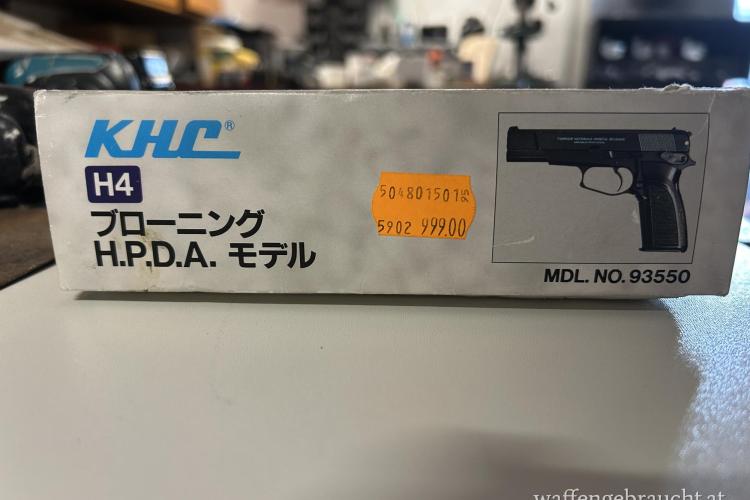 KHC®
H4
ブローニング
H.P.D.A. モデル
504801501
5902 999.00
MDL. NO. 93550
waffengebraucht.at